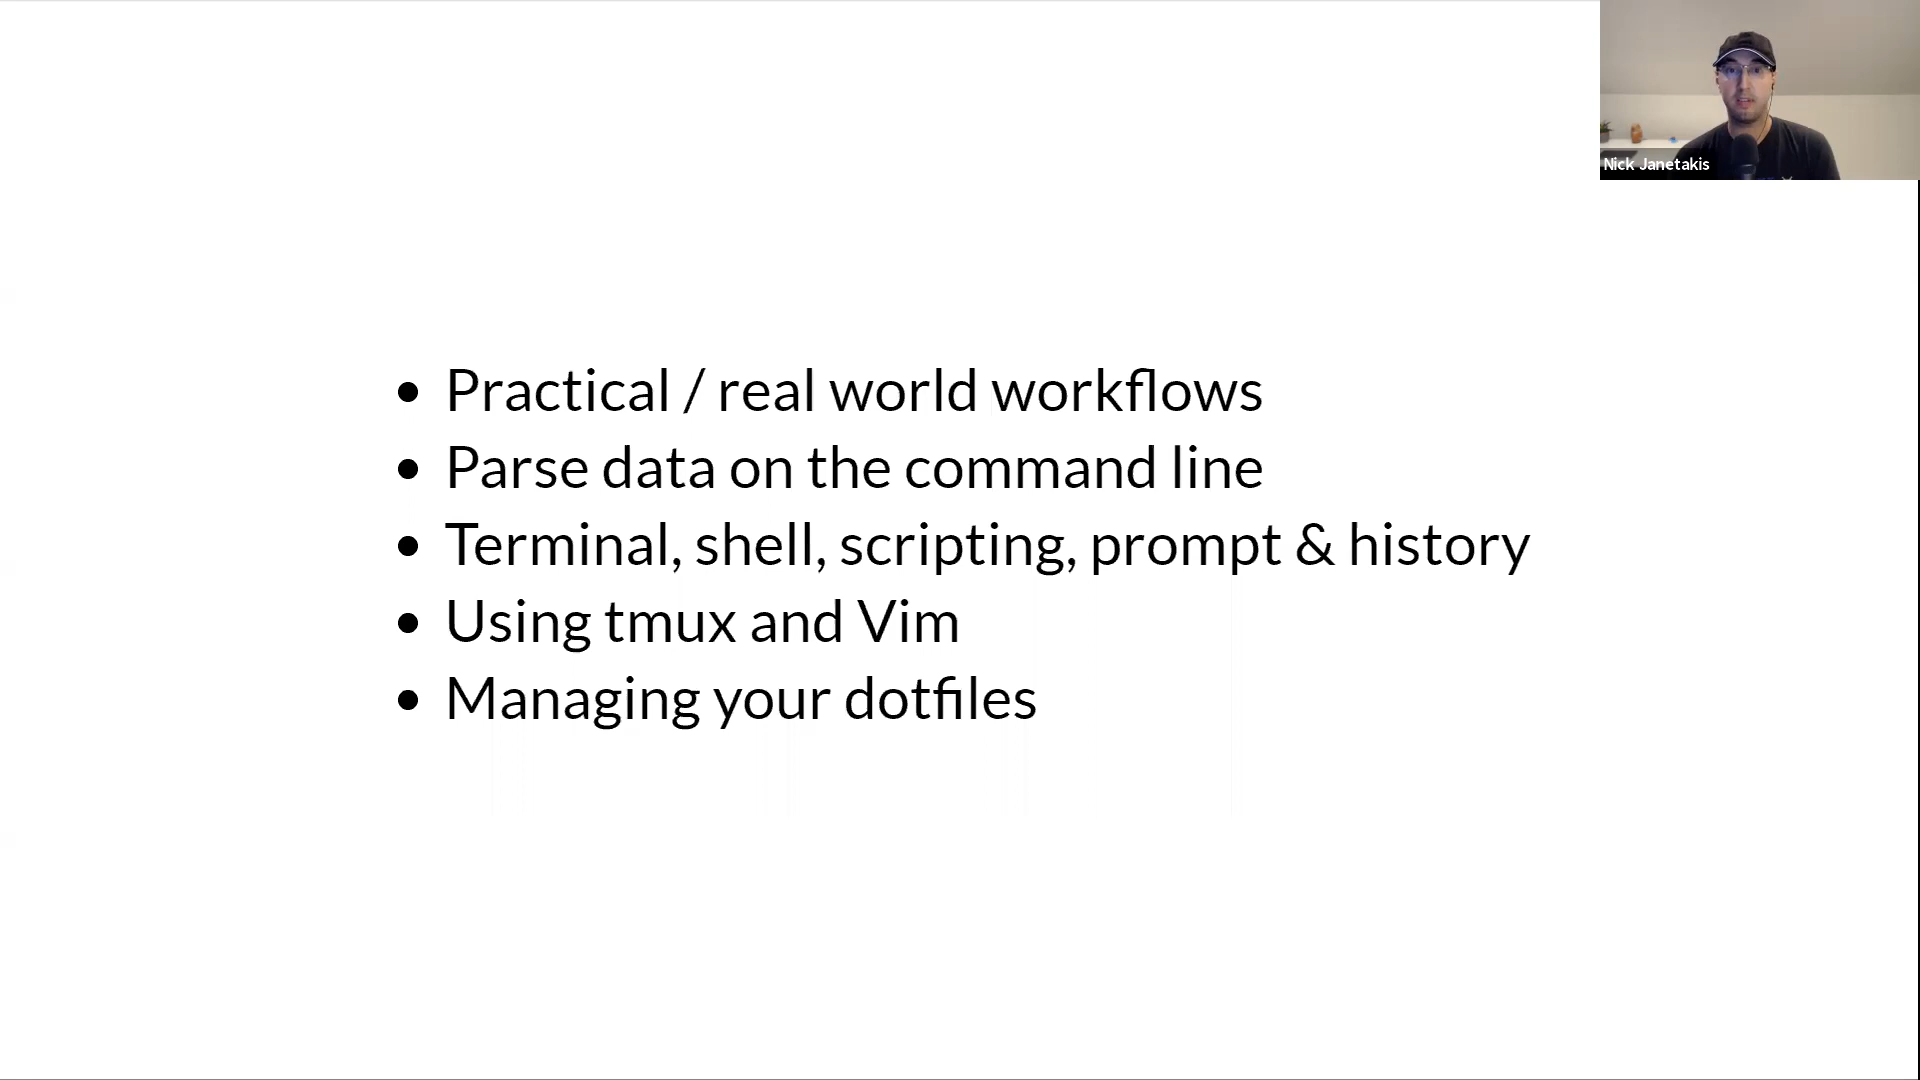 Nick Janetakis
• Practical / real world workflows
• Parse data on the command line
• Terminal, shell, scripting, prompt & history
• Using tmux and Vim
• Managing your dotfiles